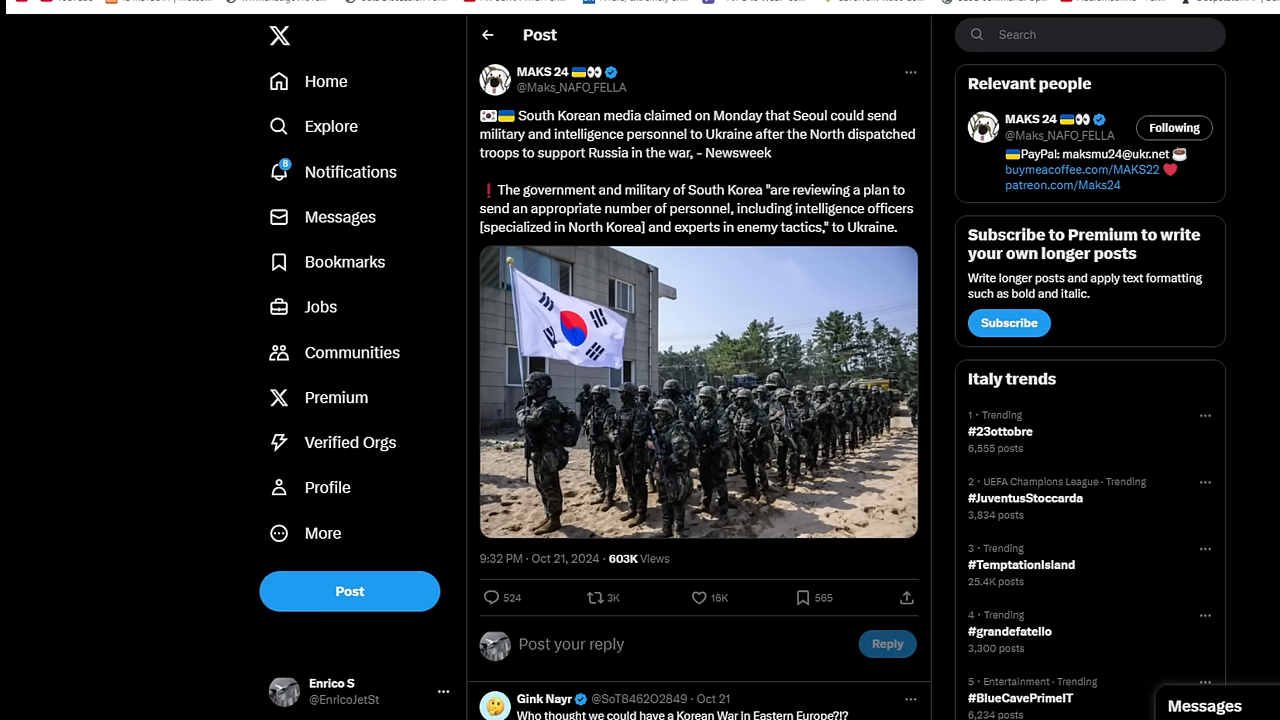 Home
Explore
8
Notifications
Messages
Bookmarks
Jobs
Communities
Premium
Verified Orgs
Profile
More
Post
Enrico S
@EnricoJetSt
Post
MAKS 24
@Maks_NAFO_FELLA
South Korean media claimed on Monday that Seoul could send
military and intelligence personnel to Ukraine after the North dispatched
troops to support Russia in the war, - Newsweek
❗The government and military of South Korea "are reviewing a plan to
send an appropriate number of personnel, including intelligence officers
[specialized in North Korea] and experts in enemy tactics," to Ukraine.
9:32 PM · Oct 21, 2024 · 603K Views
524 3K 16K 565
Post your reply
Reply
Gink Nayr @SoT8462O2849 · Oct 21
Who thought we could have a Korean War in Eastern Europe?!?
Search
Relevant people
MAKS 24
@Maks_NAFO_FELLA
Following
PayPal: maksmu24@ukr.net
buymeacoffee.com/MAKS22
patreon.com/Maks24
Subscribe to Premium to write
your own longer posts
Write longer posts and apply text formatting
such as bold and italic.
Subscribe
Italy trends
1 · Trending
#23ottobre
6,555 posts
2 · UEFA Champions League · Trending
#JuventusStoccarda
3,834 posts
3 · Trending
#TemptationIsland
25.4K posts
4 · Trending
#grandefatello
3,300 posts
5 · Entertainment · Trending
#BlueCavePrimeIT
6,234 posts
Messages